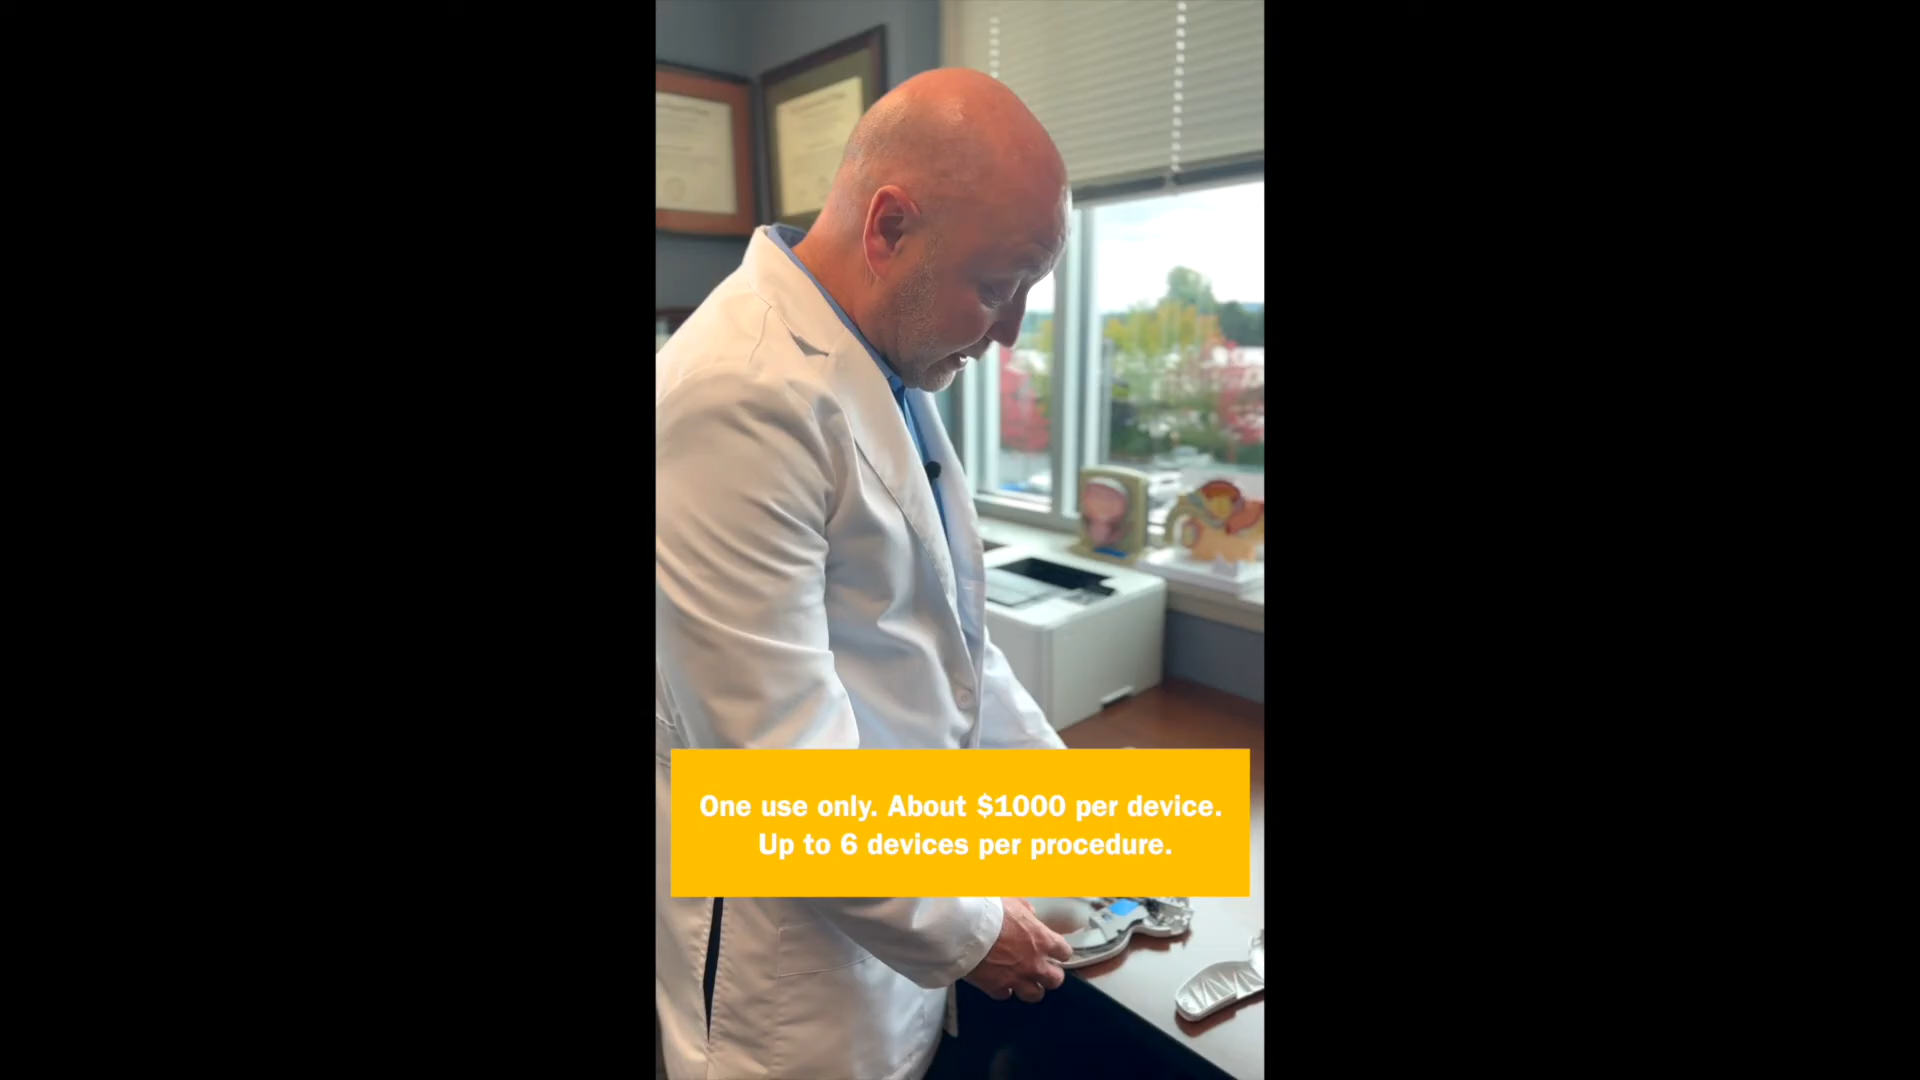 One use only. About $1000 per device.
Up to 6 devices per procedure.